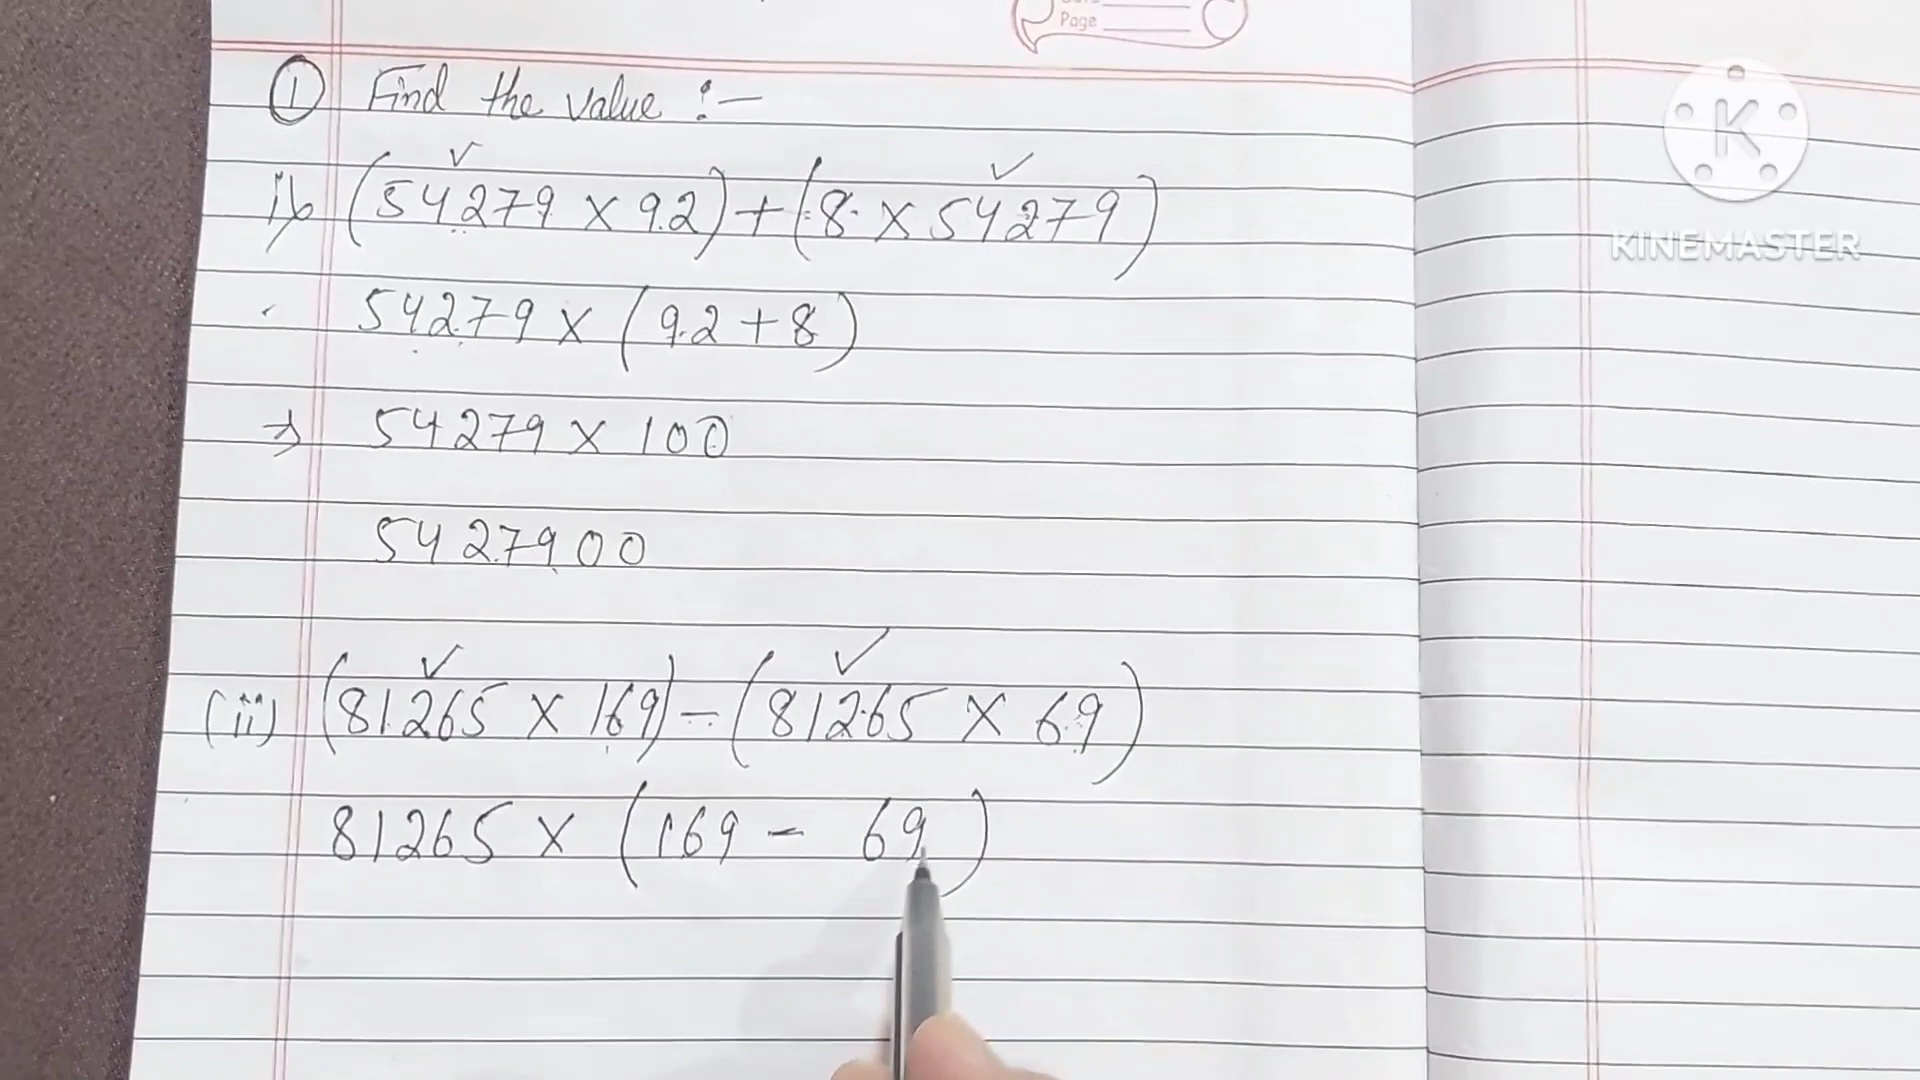 Page
① Find the value :-
i) (54279 × 92) + (8 × 54279)
54279 × (92 + 8)
⇒ 54279 × 100
5427900
(ii) (81265 × 169) - (81265 × 69)
81265 × (169 - 69)
K
KINEMASTER